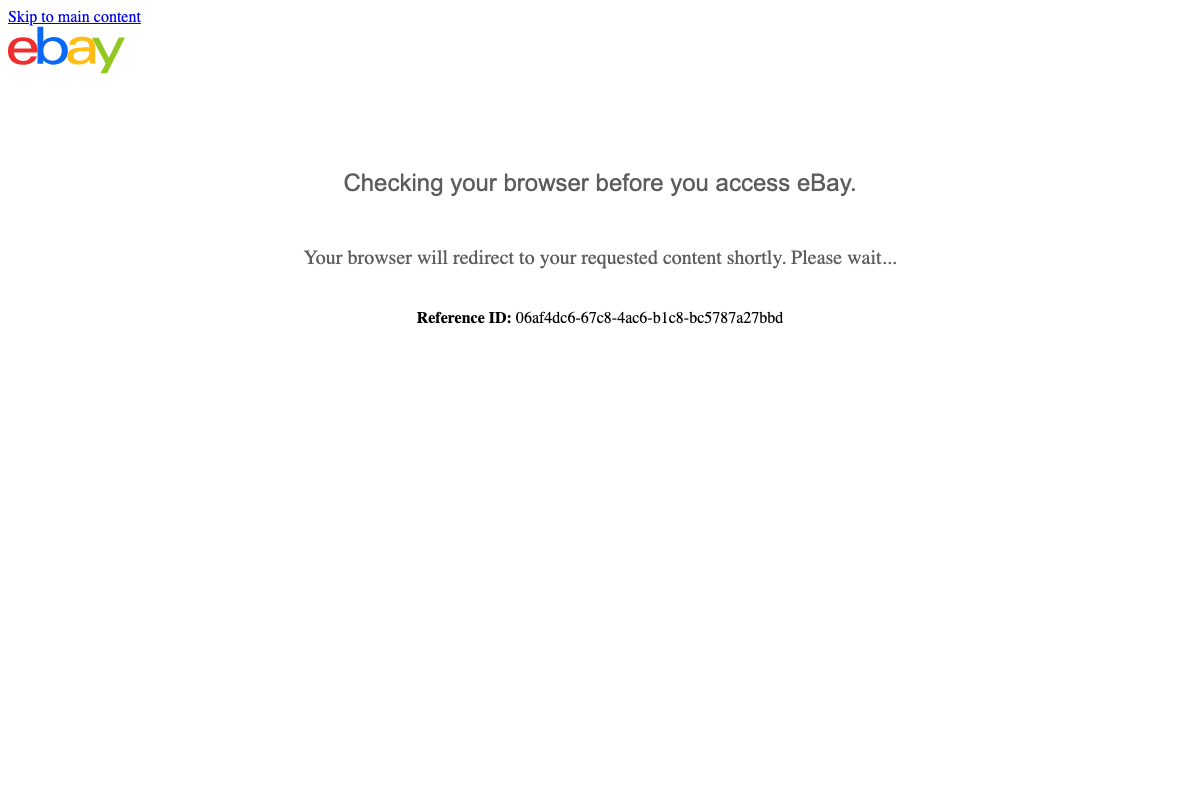 Skip to main content
ebay
Checking your browser before you access eBay.
Your browser will redirect to your requested content shortly. Please wait...
Reference ID: 06af4dc6-67c8-4ac6-b1c8-bc5787a27bbd